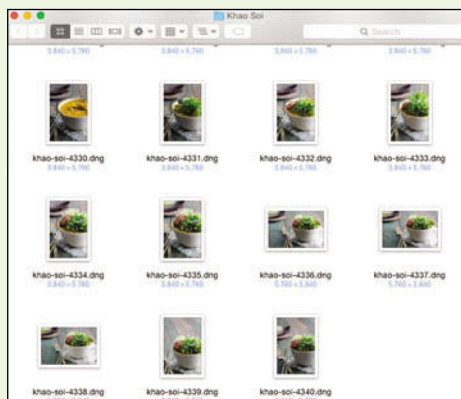 Khao Soi
Search
3,840 × 5,760 3,840 × 5,760 5,760 × 3,840 5,760 × 3,840
khao-soi-4330.dng khao-soi-4331.dng khao-soi-4332.dng khao-soi-4333.dng
3,840 × 5,760 3,840 × 5,760 3,840 × 5,760 3,840 × 5,760
khao-soi-4334.dng khao-soi-4335.dng khao-soi-4336.dng khao-soi-4337.dng
3,840 × 5,760 3,840 × 5,760 5,760 × 3,840 5,760 × 3,840
khao-soi-4338.dng khao-soi-4339.dng khao-soi-4340.dng